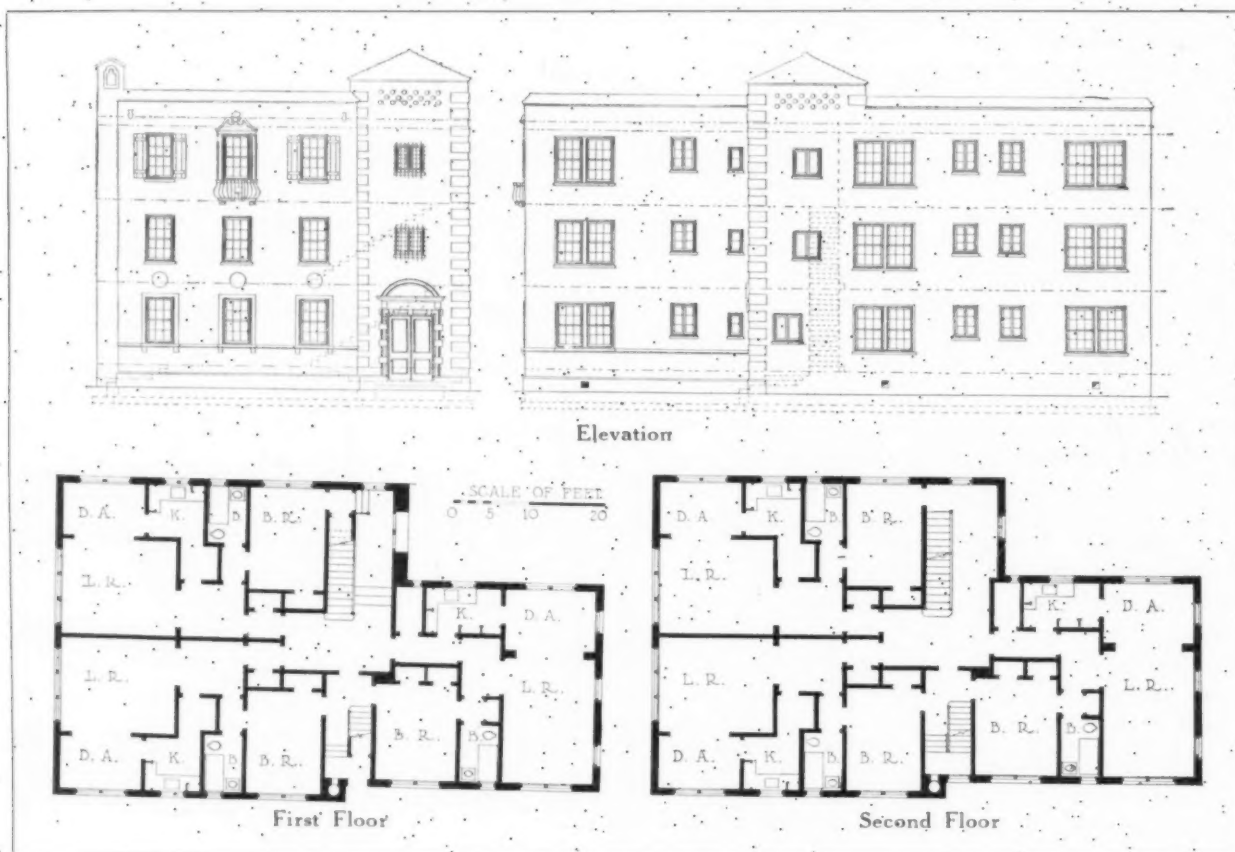 Elevation
SCALE OF FEET
0 5 10 20
D. A. K. B. B. R.
L. R.
K. D. A.
L. R. L. R.
B. R. B.
D. A. K. B. B. R.
First Floor
D. A. K. B. B. R.
L. R.
K. D. A.
L. R. L. R.
B. R. B.
D. A. K. B. B. R.
Second Floor